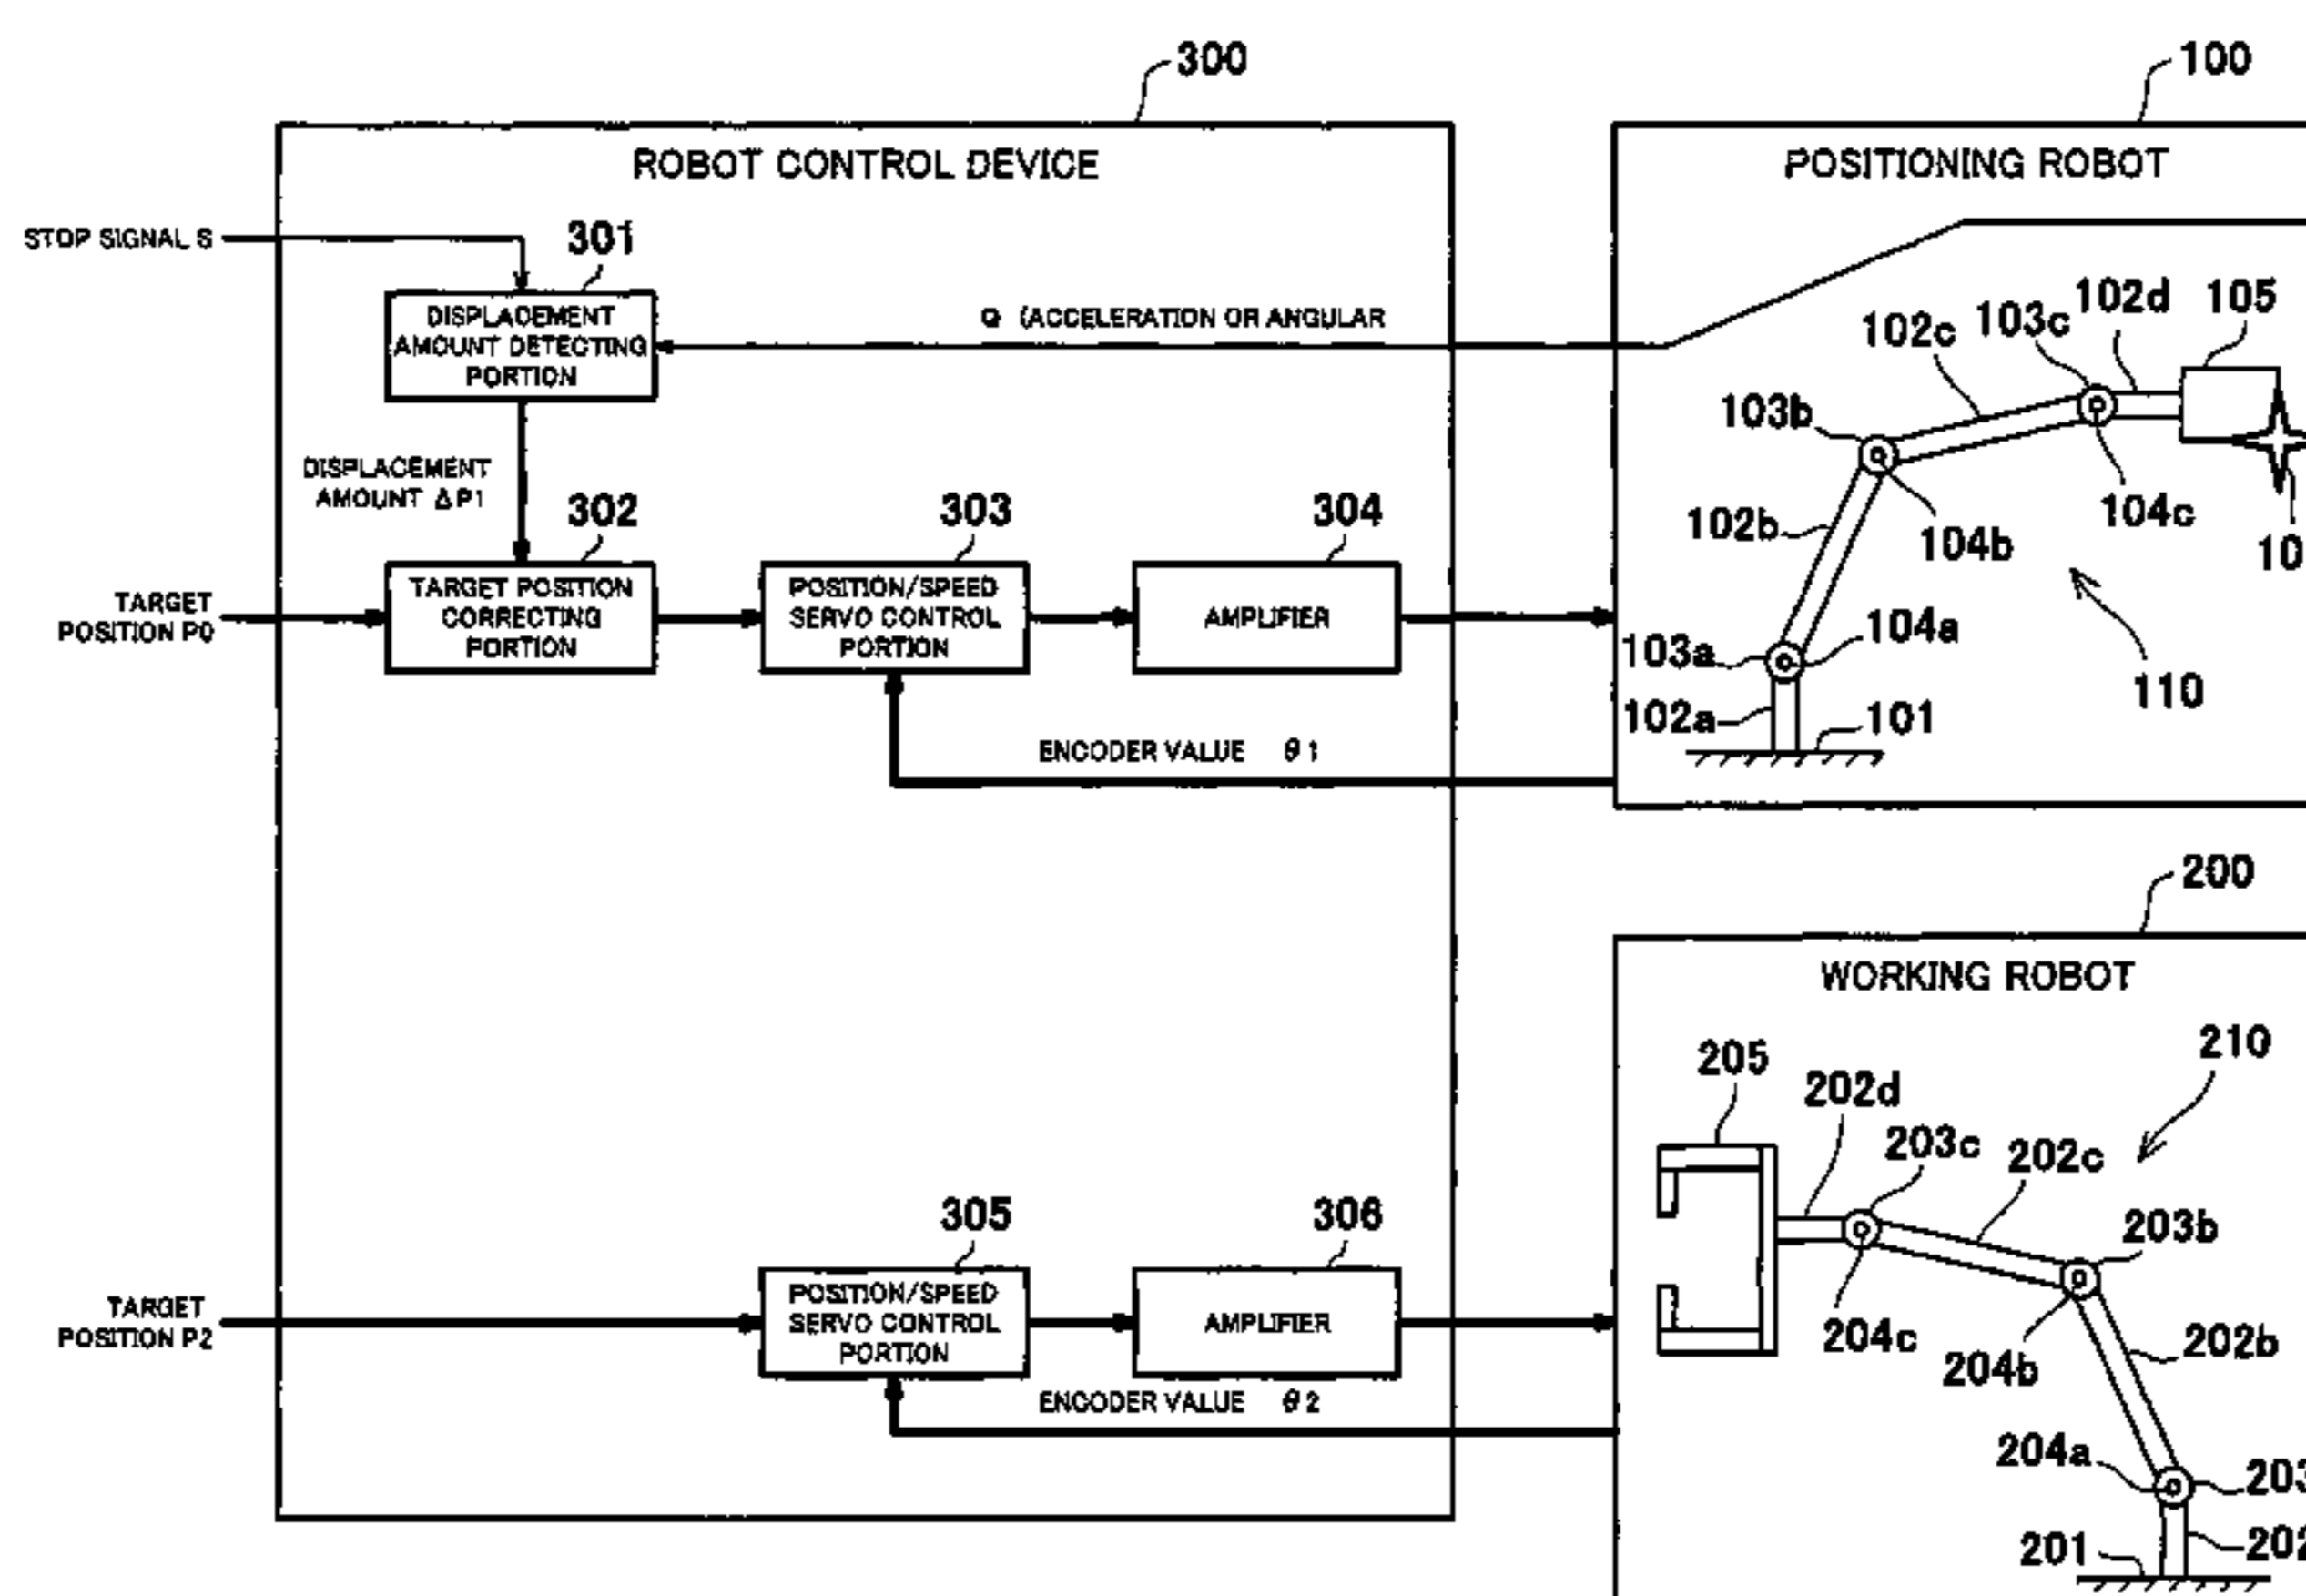 300
100
ROBOT CONTROL DEVICE
POSITIONING ROBOT
STOP SIGNAL S
301
DISPLACEMENT
AMOUNT DETECTING
PORTION
Q (ACCELERATION OR ANGULAR
102c
103c
102d
105
103b
DISPLACEMENT
AMOUNT ΔP1
302
303
304
102b
104b
104c
10
TARGET
POSITION P0
TARGET POSITION
CORRECTING
PORTION
POSITION/SPEED
SERVO CONTROL
PORTION
AMPLIFIER
103a
104a
110
102a
101
ENCODER VALUE θ1
200
WORKING ROBOT
210
205
202d
203c
202c
203b
305
306
TARGET
POSITION P2
POSITION/SPEED
SERVO CONTROL
PORTION
AMPLIFIER
204c
204b
202b
ENCODER VALUE θ2
204a
203
201
202